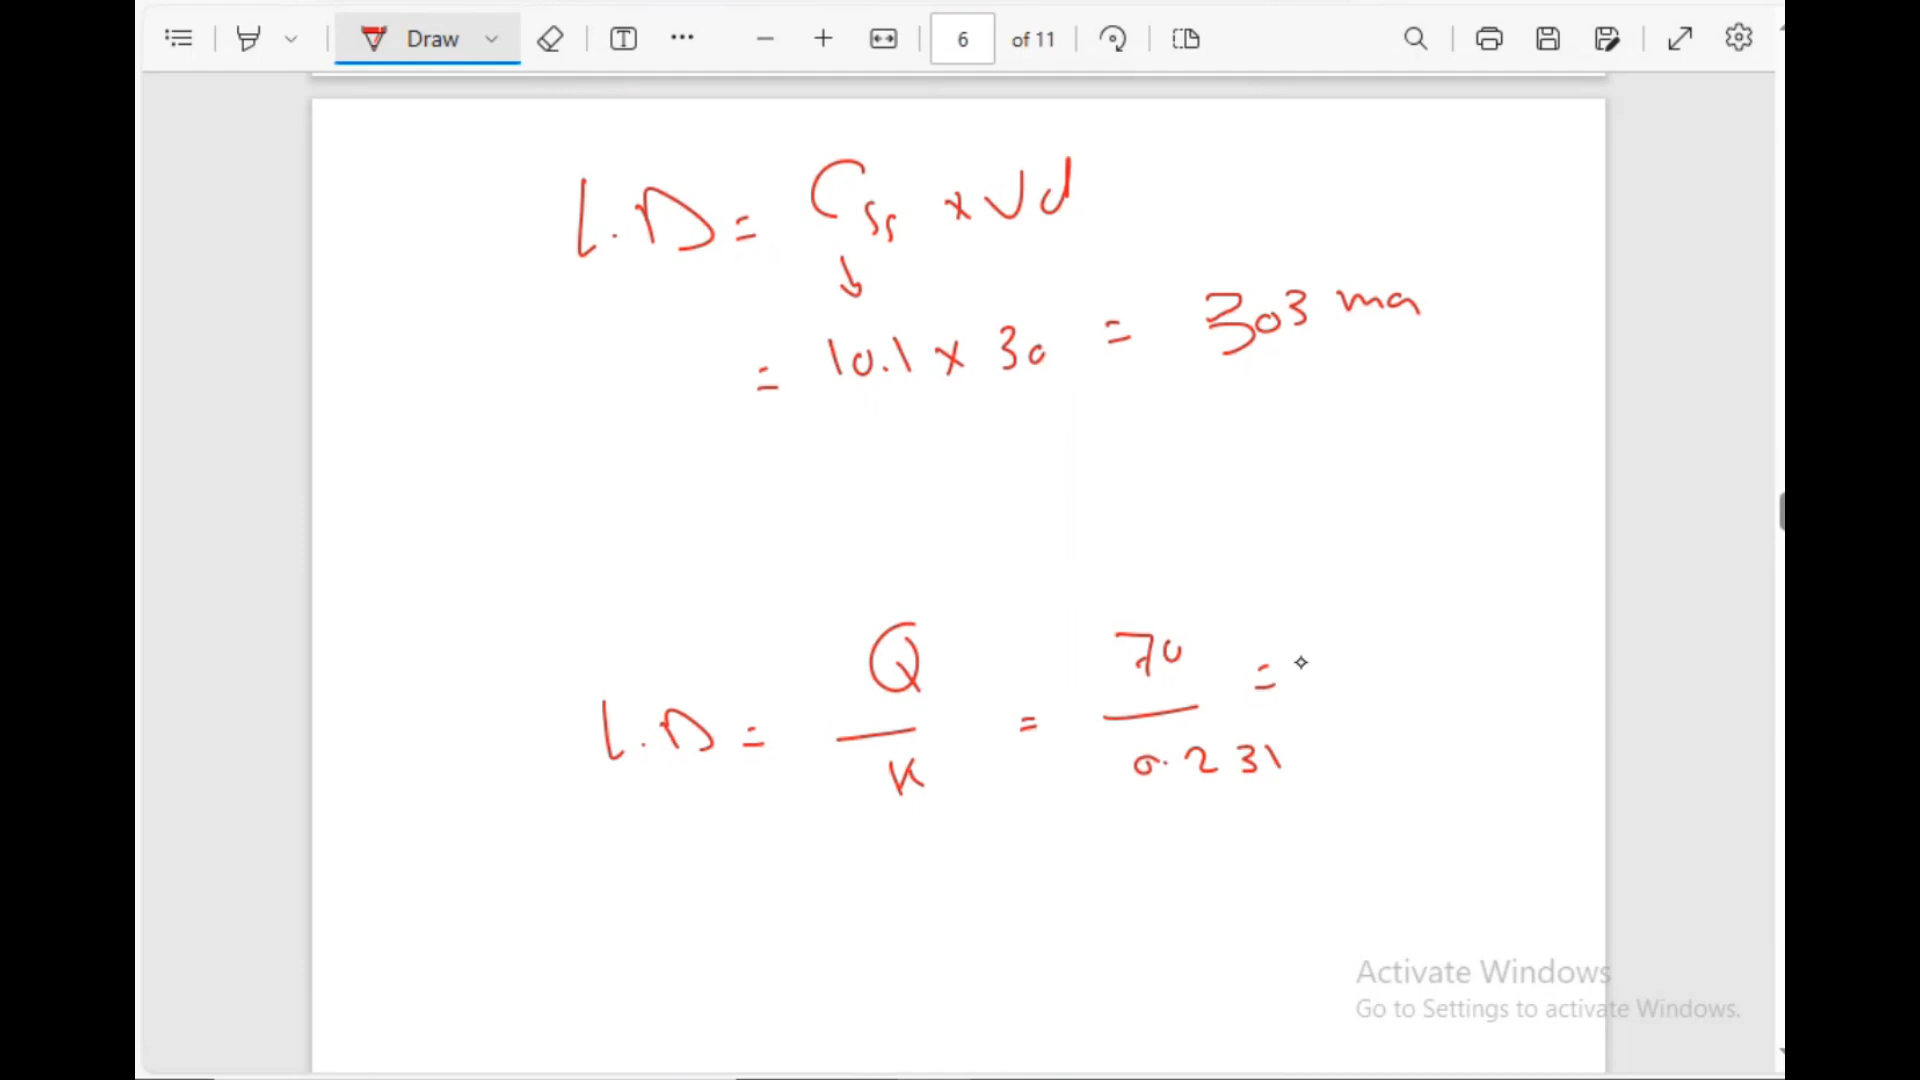 Draw 6 of 11
L.D = Css x Vd
↓
= 10.1 x 30 = 303 mg
L.D = Q / K = 70 / 0.231 =
Activate Windows
Go to Settings to activate Windows.